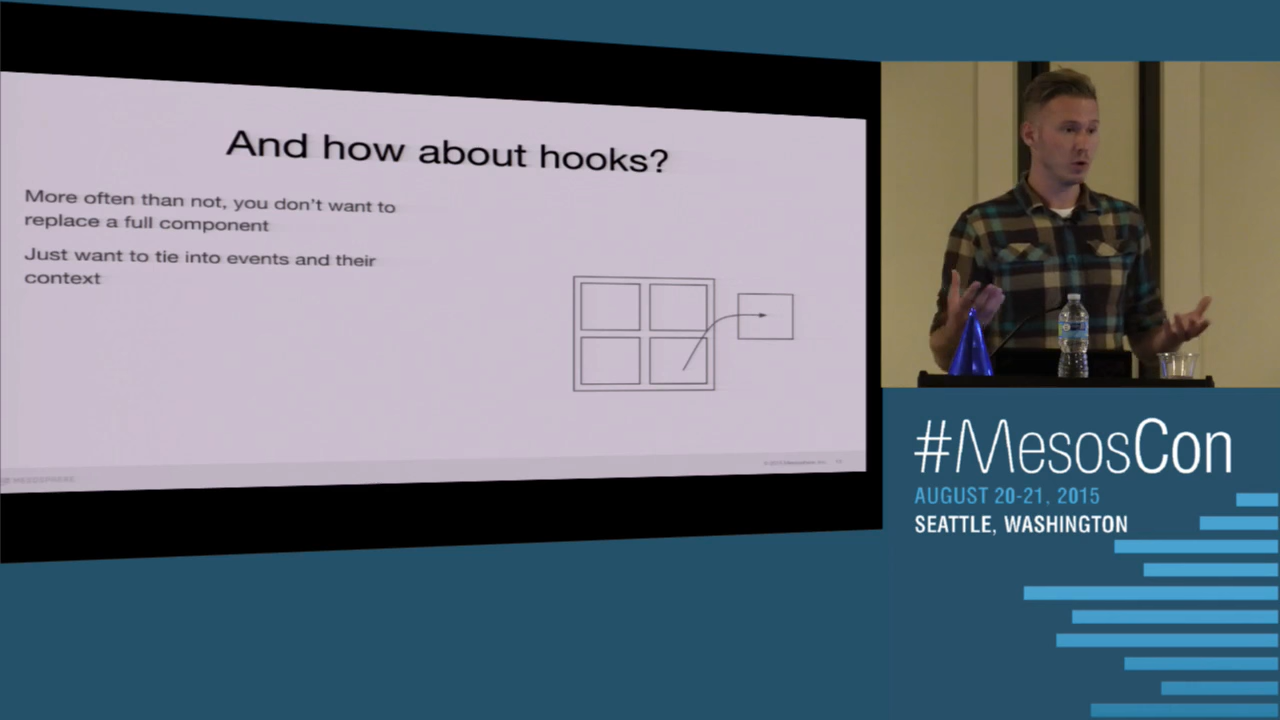 And how about hooks?
More often than not, you don't want to
replace a full component
Just want to tie into events and their
context
#MesosCon
AUGUST 20-21, 2015
SEATTLE, WASHINGTON